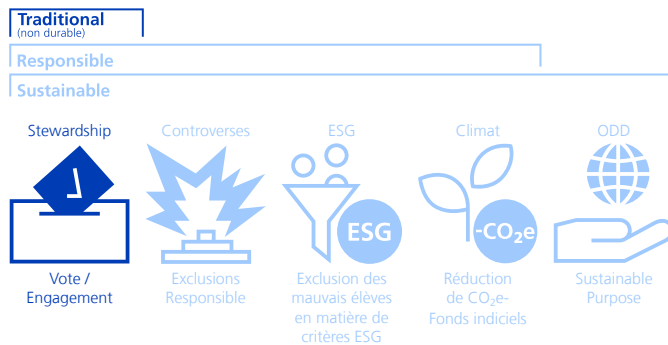 Traditional
(non durable)
Responsible
Sustainable
Stewardship
Controverses
ESG
Climat
ODD
ESG
-CO₂e
Vote /
Engagement
Exclusions
Responsible
Exclusion des
mauvais élèves
en matière de
critères ESG
Réduction
de CO₂e-
Fonds indiciels
Sustainable
Purpose